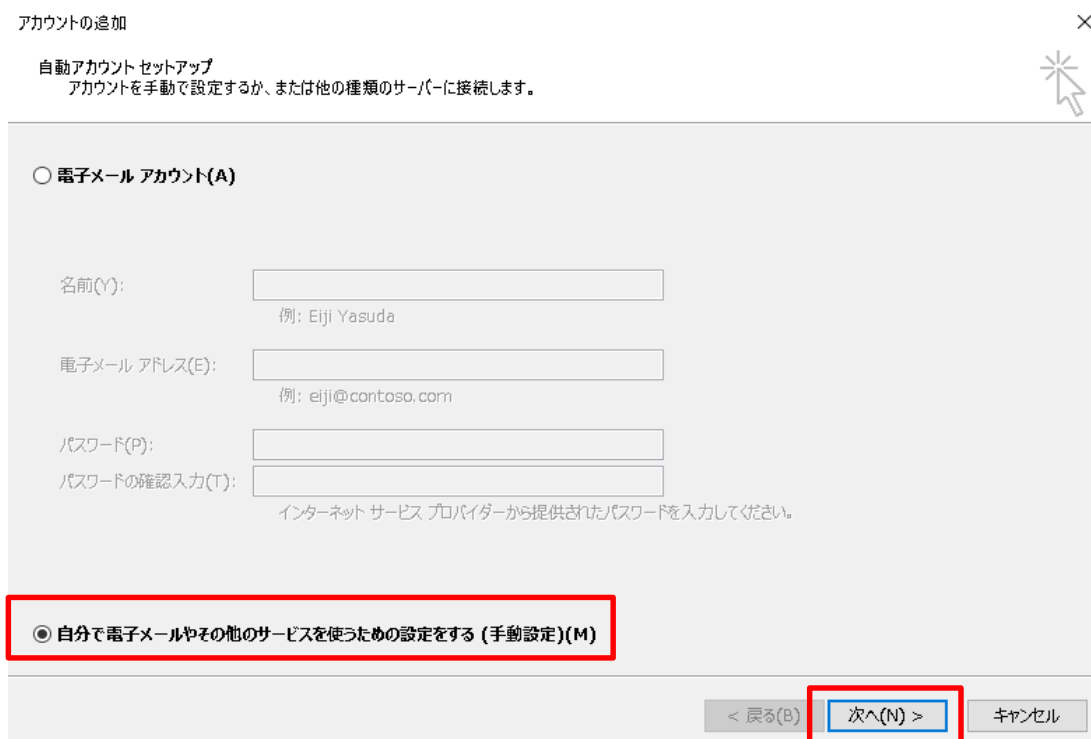 アカウントの追加
自動アカウント セットアップ
アカウントを手動で設定するか、または他の種類のサーバーに接続します。
電子メール アカウント(A)
名前(Y):
例: Eiji Yasuda
電子メール アドレス(E):
例: eiji@contoso.com
パスワード(P):
パスワードの確認入力(T):
インターネット サービス プロバイダーから提供されたパスワードを入力してください。
自分で電子メールやその他のサービスを使うための設定をする (手動設定)(M)
< 戻る(B) 次へ(N) > キャンセル